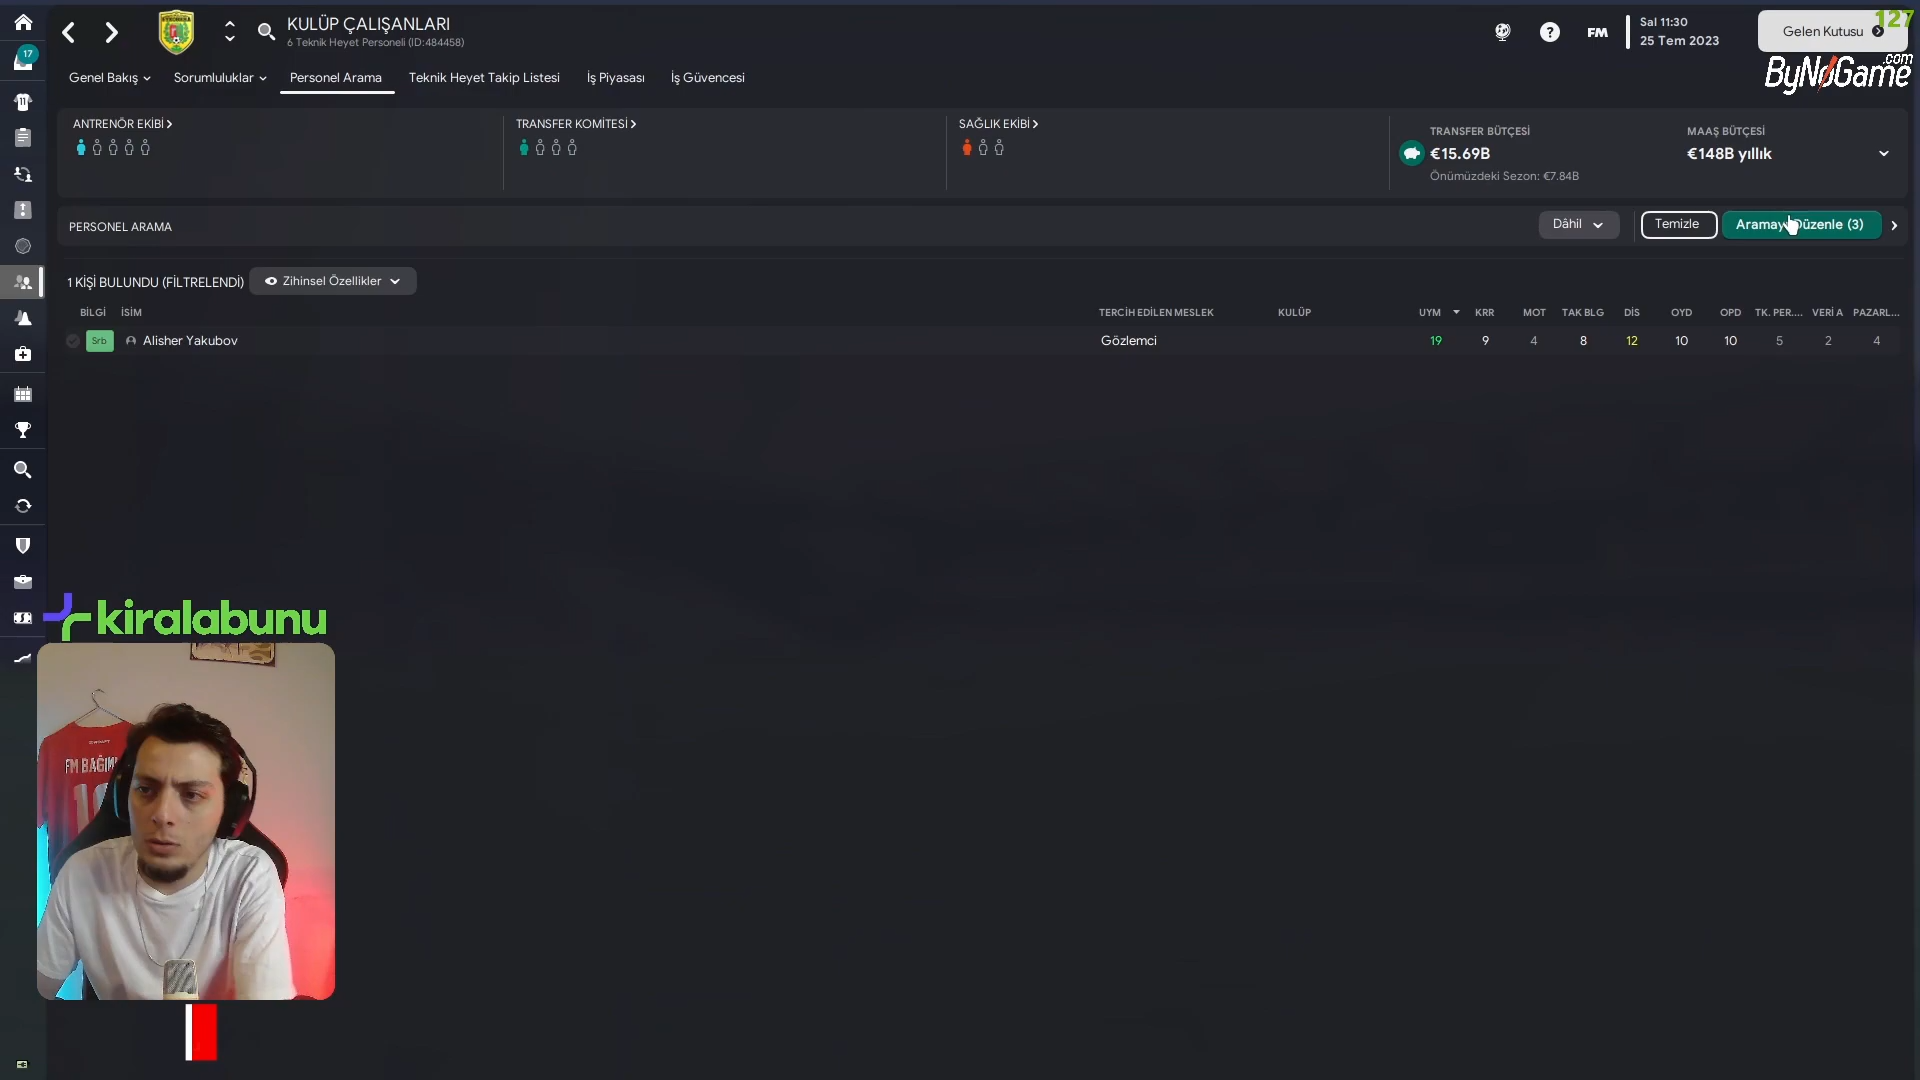 KULÜP ÇALIŞANLARI
6 Teknik Heyet Personeli (ID:484458)
17
FM
Sal 11:30
25 Tem 2023
Gelen Kutusu
127
ByNoGame.com
Genel Bakış
Sorumluluklar
Personel Arama
Teknik Heyet Takip Listesi
İş Piyasası
İş Güvencesi
ANTRENÖR EKİBİ
TRANSFER KOMİTESİ
SAĞLIK EKİBİ
TRANSFER BÜTÇESİ
€15.69B
Önümüzdeki Sezon: €7.84B
MAAŞ BÜTÇESİ
€148B yıllık
PERSONEL ARAMA
Dâhil
Temizle
Aramayı Düzenle (3)
1 KİŞİ BULUNDU (FİLTRELENDİ)
Zihinsel Özellikler
BİLGİ İSİM TERCİH EDİLEN MESLEK KULÜP UYM KRR MOT TAK BLG DİS OYD OPD TK. PER.... VERİ A PAZARL...
Srb Alisher Yakubov Gözlemci 19 9 4 8 12 10 10 5 2 4
kiralabunu
FM BAĞIM